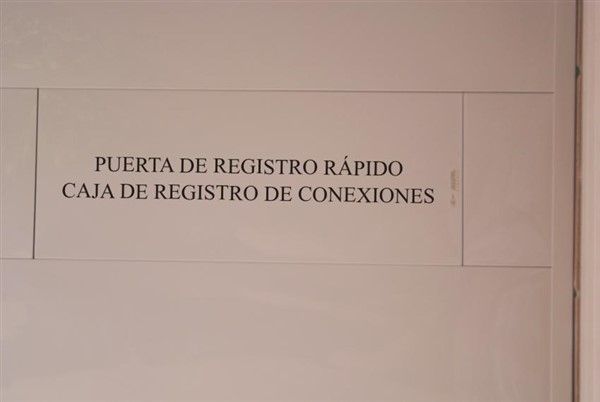 PUERTA DE REGISTRO RÁPIDO
CAJA DE REGISTRO DE CONEXIONES